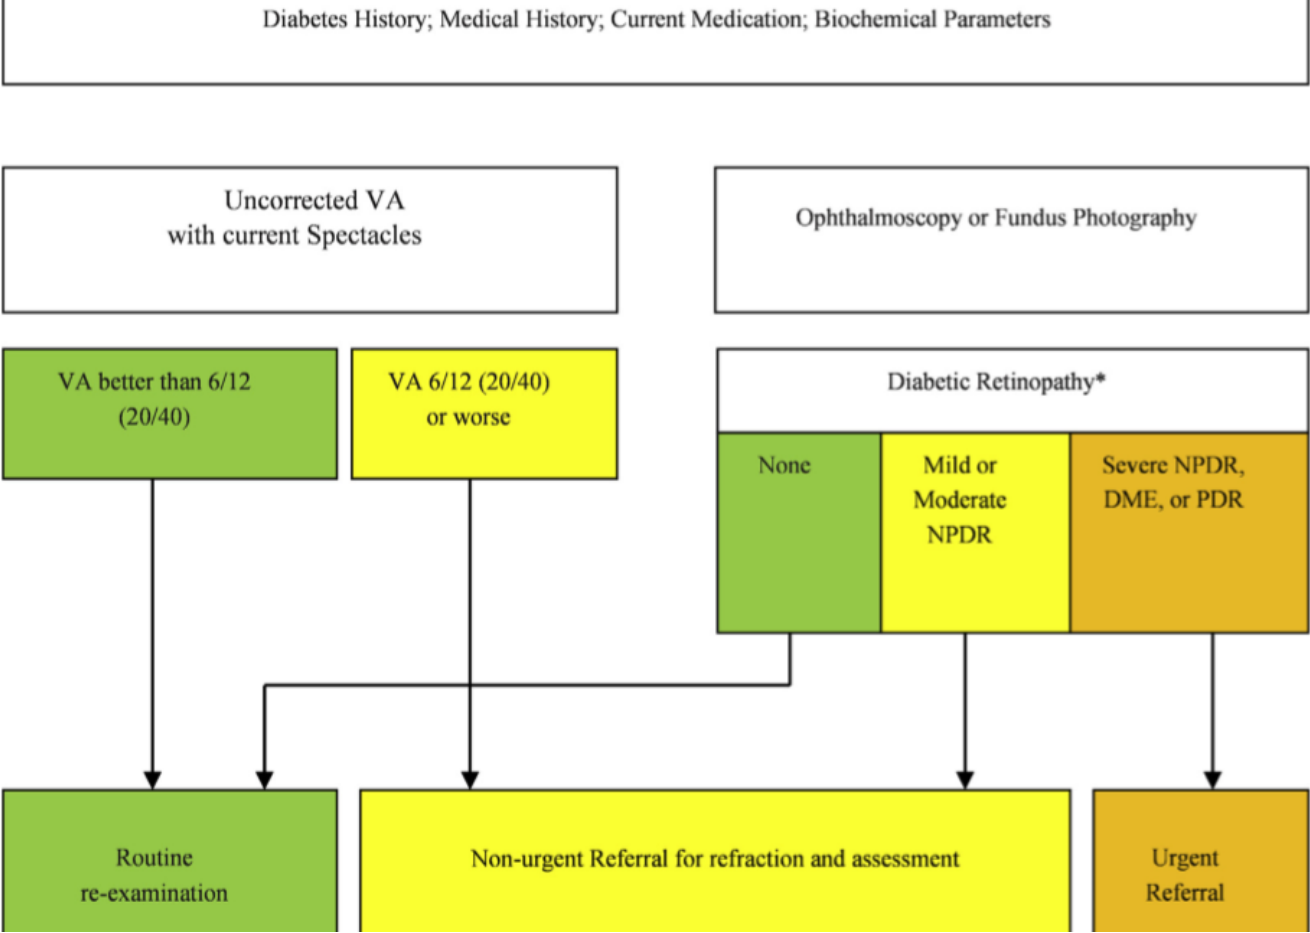 Diabetes History; Medical History; Current Medication; Biochemical Parameters
Uncorrected VA
with current Spectacles
Ophthalmoscopy or Fundus Photography
VA better than 6/12
(20/40)
VA 6/12 (20/40)
or worse
Diabetic Retinopathy*
None
Mild or
Moderate
NPDR
Severe NPDR,
DME, or PDR
Routine
re-examination
Non-urgent Referral for refraction and assessment
Urgent
Referral